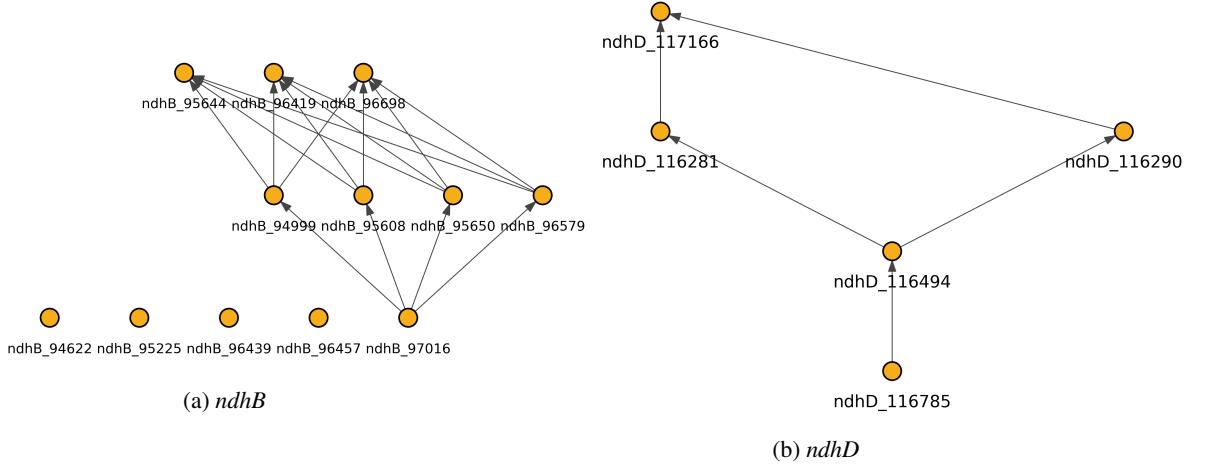 ndhB_95644 ndhB_96419 ndhB_96698
ndhB_94999 ndhB_95608 ndhB_95650 ndhB_96579
ndhB_94622 ndhB_95225 ndhB_96439 ndhB_96457 ndhB_97016
(a) ndhB
ndhD_117166
ndhD_116281 ndhD_116290
ndhD_116494
ndhD_116785
(b) ndhD